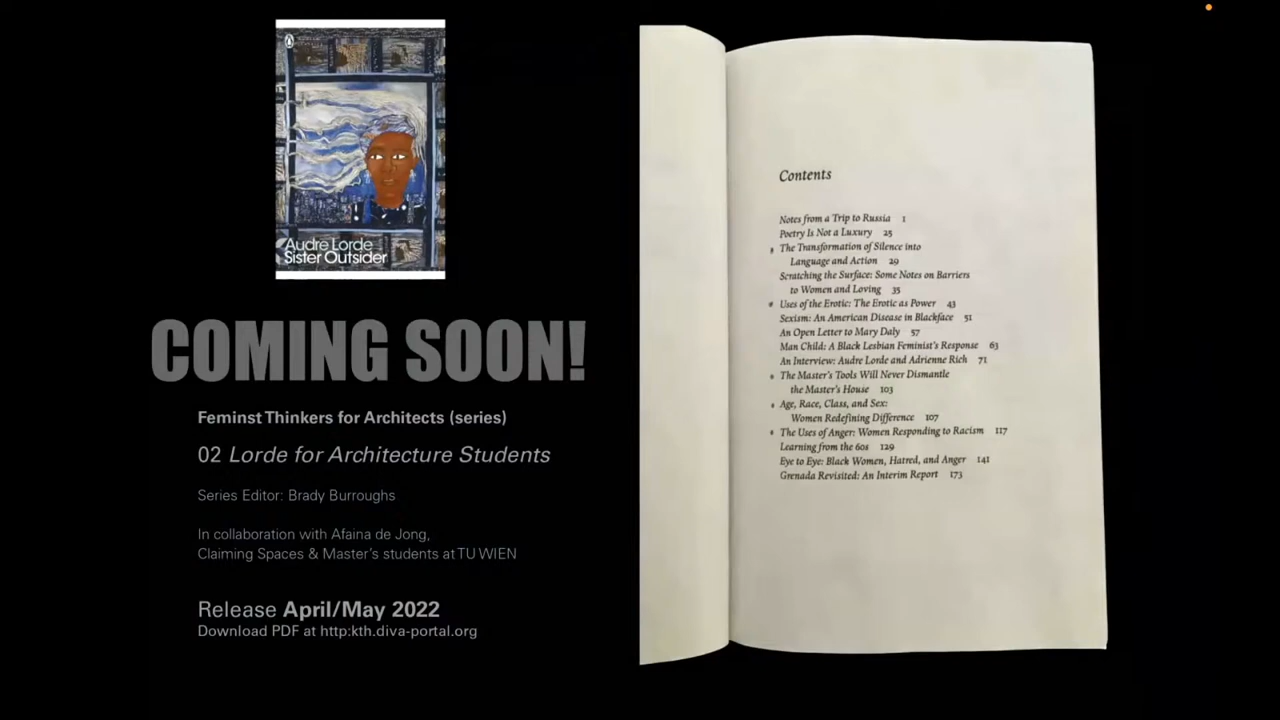 Audre Lorde
Sister Outsider
COMING SOON!
Feminst Thinkers for Architects (series)
02 Lorde for Architecture Students
Series Editor: Brady Burroughs
In collaboration with Afaina de Jong,
Claiming Spaces & Master's students at TU WIEN
Release April/May 2022
Download PDF at http:kth.diva-portal.org
Contents
Notes from a Trip to Russia 1
Poetry Is Not a Luxury 25
The Transformation of Silence into
Language and Action 29
Scratching the Surface: Some Notes on Barriers
to Women and Loving 35
Uses of the Erotic: The Erotic as Power 43
Sexism: An American Disease in Blackface 51
An Open Letter to Mary Daly 57
Man Child: A Black Lesbian Feminist's Response 63
An Interview: Audre Lorde and Adrienne Rich 71
The Master's Tools Will Never Dismantle
the Master's House 103
Age, Race, Class, and Sex:
Women Redefining Difference 107
The Uses of Anger: Women Responding to Racism 117
Learning from the 60s 129
Eye to Eye: Black Women, Hatred, and Anger 141
Grenada Revisited: An Interim Report 173